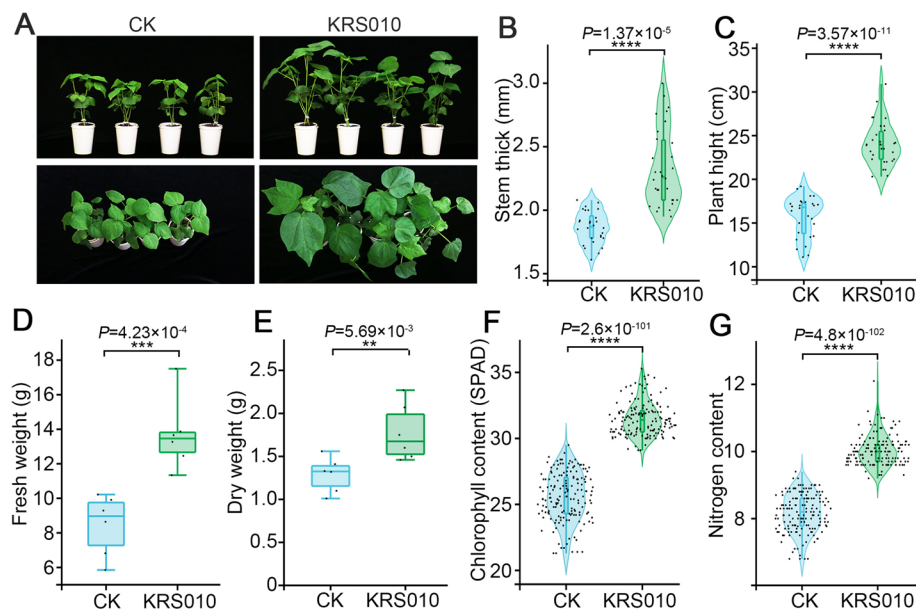 A
CK
KRS010
B
P=1.37×10-5
****
Stem thick (mm)
3.0
2.5
2.0
1.5
CK
KRS010
C
P=3.57×10-11
****
Plant hight (cm)
35
30
25
20
15
10
CK
KRS010
D
P=4.23×10-4
***
Fresh weight (g)
18
16
14
12
10
8
6
CK
KRS010
E
P=5.69×10-3
**
Dry weight (g)
2.5
2.0
1.5
1.0
0.5
0
CK
KRS010
F
P=2.6×10-101
****
Chlorophyll content (SPAD)
35
30
25
20
CK
KRS010
G
P=4.8×10-102
****
Nitrogen content
12
10
8
CK
KRS010